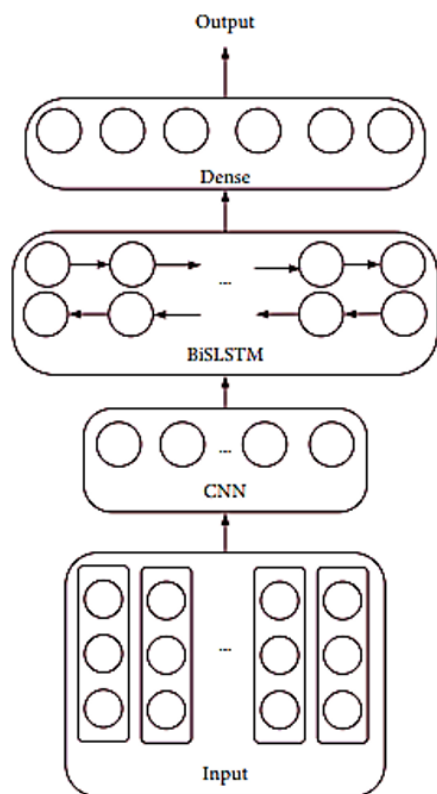 Output
Dense
...
BiSLSTM
...
CNN
...
Input